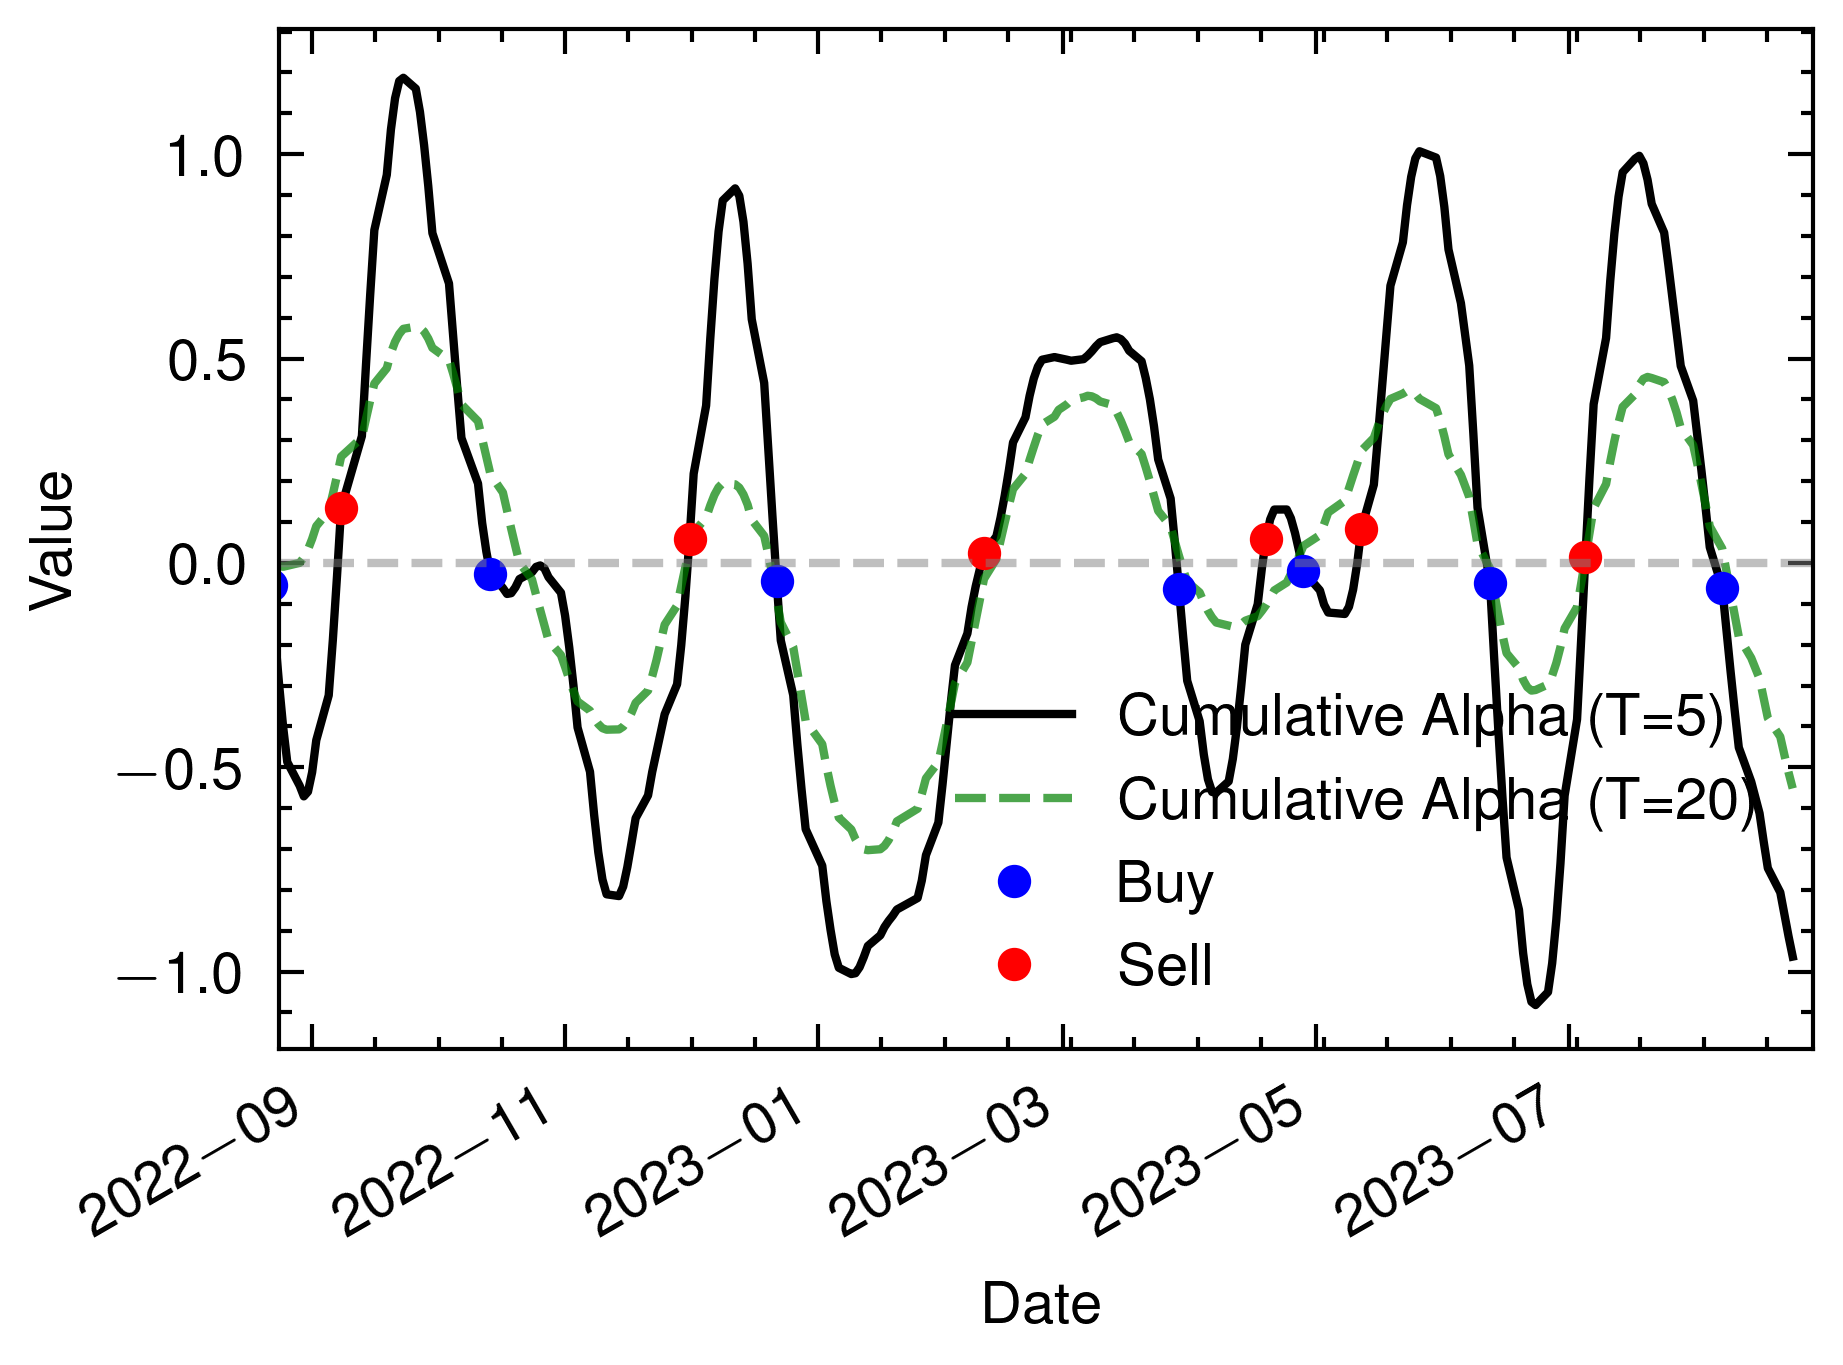 1.0
0.5
0.0
−0.5
−1.0
Value
Cumulative Alpha (T=5)
Cumulative Alpha (T=20)
Buy
Sell
2022−09
2022−11
2023−01
2023−03
2023−05
2023−07
Date